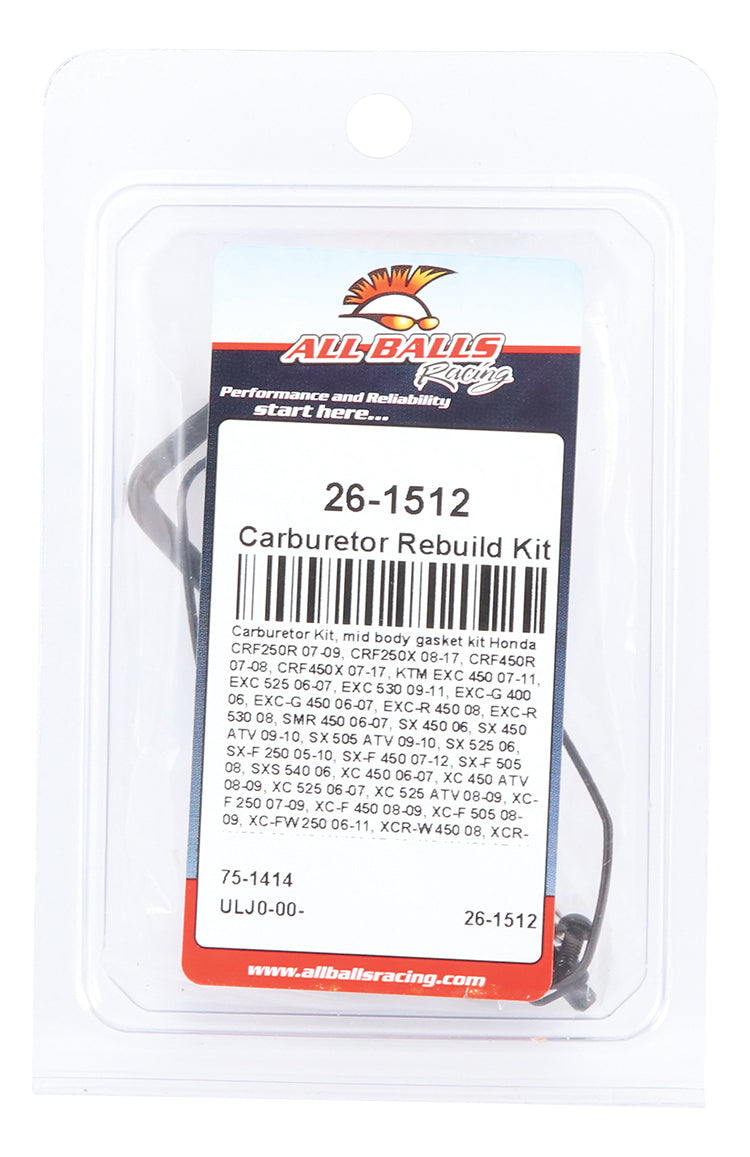 ALL BALLS
Racing
Performance and Reliability
start here...
26-1512
Carburetor Rebuild Kit
Carburetor Kit, mid body gasket kit Honda
CRF250R 07-09, CRF250X 08-17, CRF450R
07-08, CRF450X 07-17, KTM EXC 450 07-11,
EXC 525 06-07, EXC 530 09-11, EXC-G 400
06, EXC-G 450 06-07, EXC-R 450 08, EXC-R
530 08, SMR 450 06-07, SX 450 06, SX 450
ATV 09-10, SX 505 ATV 09-10, SX 525 06,
SX-F 250 05-10, SX-F 450 07-12, SX-F 505
08, SXS 540 06, XC 450 06-07, XC 450 ATV
08-09, XC 525 06-07, XC 525 ATV 08-09, XC-
F 250 07-09, XC-F 450 08-09, XC-F 505 08-
09, XC-FW 250 06-11, XCR-W 450 08, XCR-
75-1414
ULJ0-00-
26-1512
www.allballsracing.com